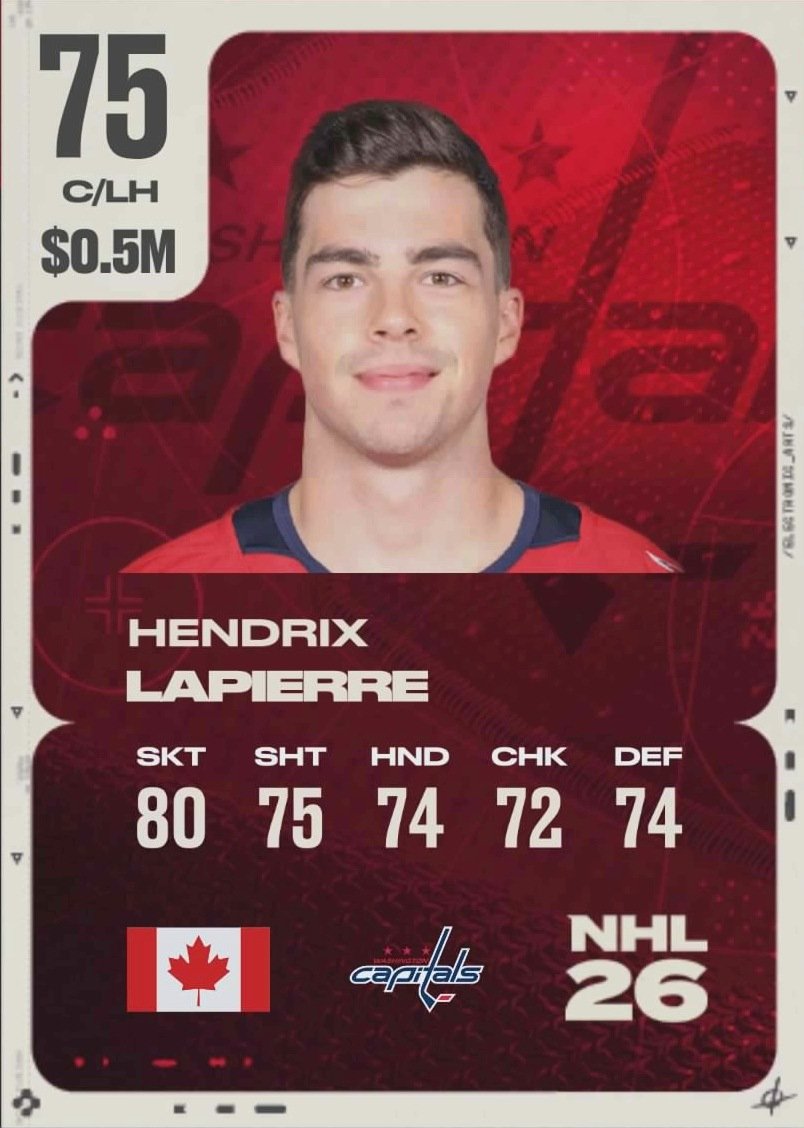 75
C/LH
$0.5M
HENDRIX
LAPIERRE
SKT SHT HND CHK DEF
80 75 74 72 74
WASHINGTON
capitals
NHL
26
/ELECTRONIC_ARTS/